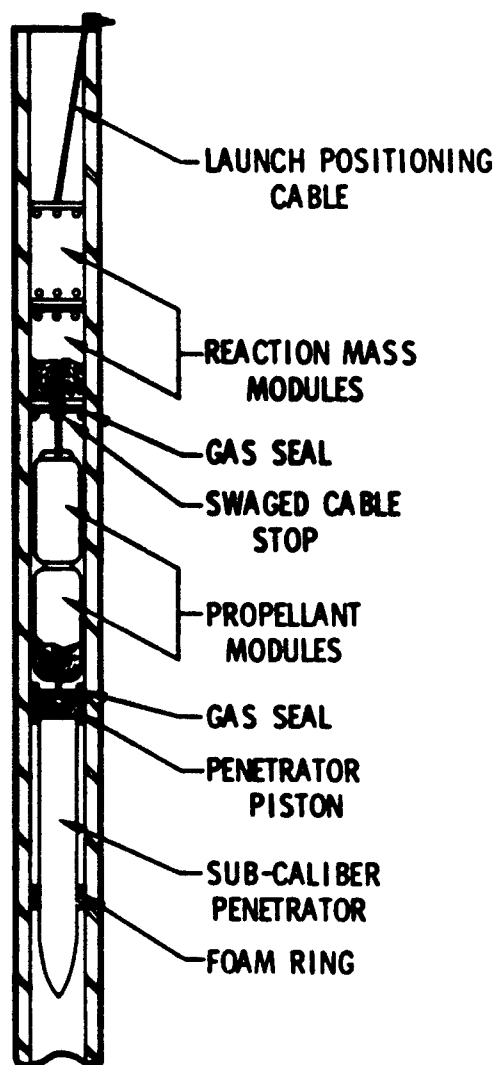 LAUNCH POSITIONING
CABLE
REACTION MASS
MODULES
GAS SEAL
SWAGED CABLE
STOP
PROPELLANT
MODULES
GAS SEAL
PENETRATOR
PISTON
SUB-CALIBER
PENETRATOR
FOAM RING